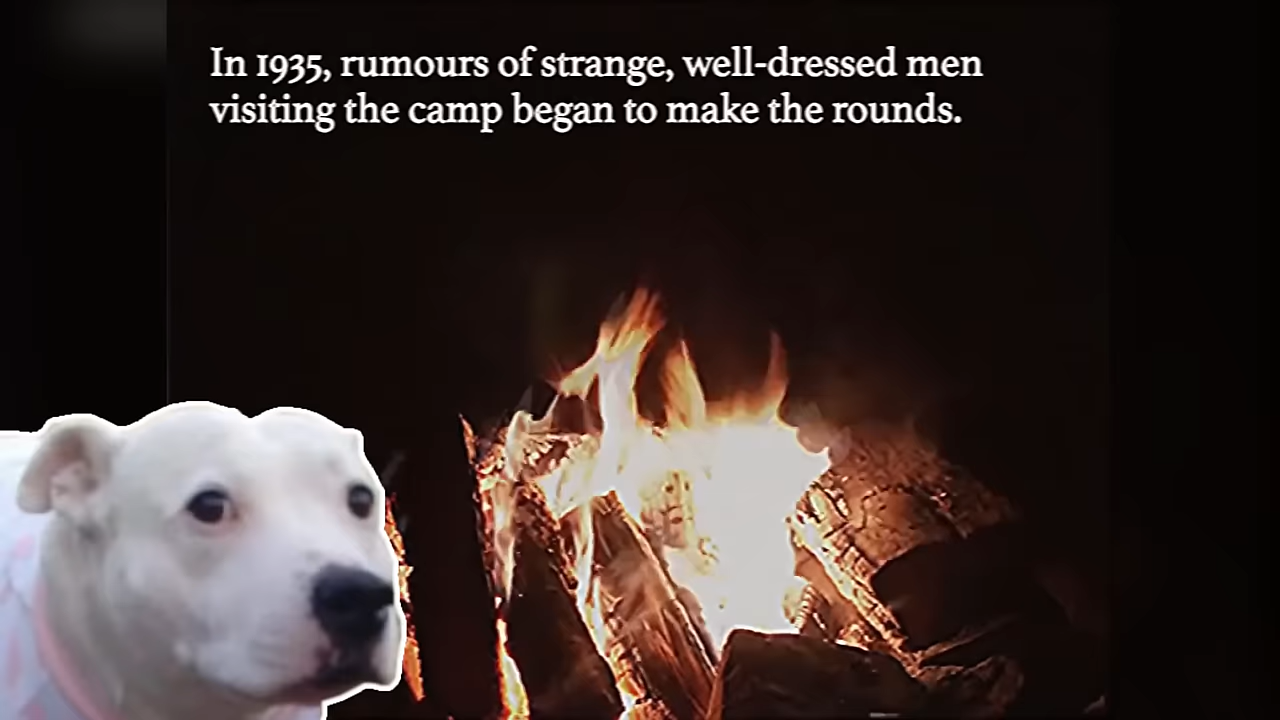 In 1935, rumours of strange, well-dressed men
visiting the camp began to make the rounds.